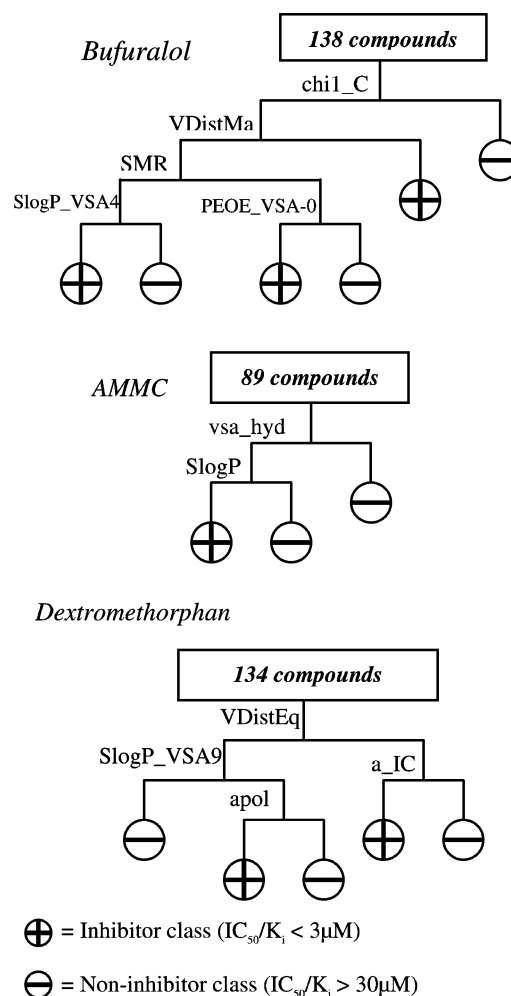 Bufuralol
138 compounds
chi1_C
VDistMa
SMR
SlogP_VSA4
PEOE_VSA-0
AMMC
89 compounds
vsa_hyd
SlogP
Dextromethorphan
134 compounds
VDistEq
SlogP_VSA9
a_IC
apol
= Inhibitor class (IC50/Ki < 3µM)
= Non-inhibitor class (IC50/Ki > 30µM)